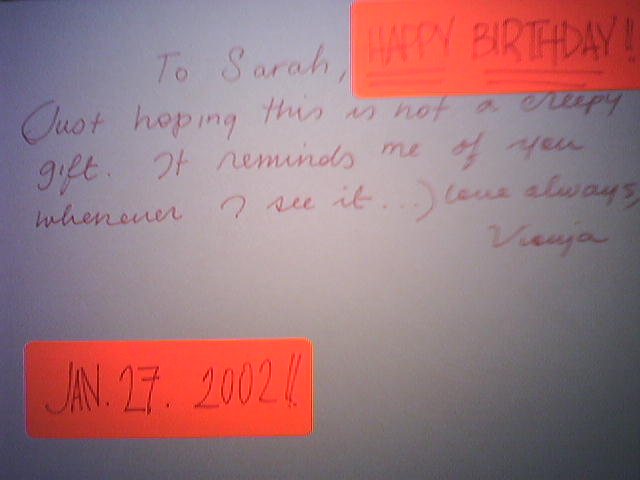 HAPPY BIRTHDAY!
To Sarah,
(Just hoping this is not a creepy
gift. It reminds me of you
whenever I see it...) Love always,
JAN. 27. 2002!!